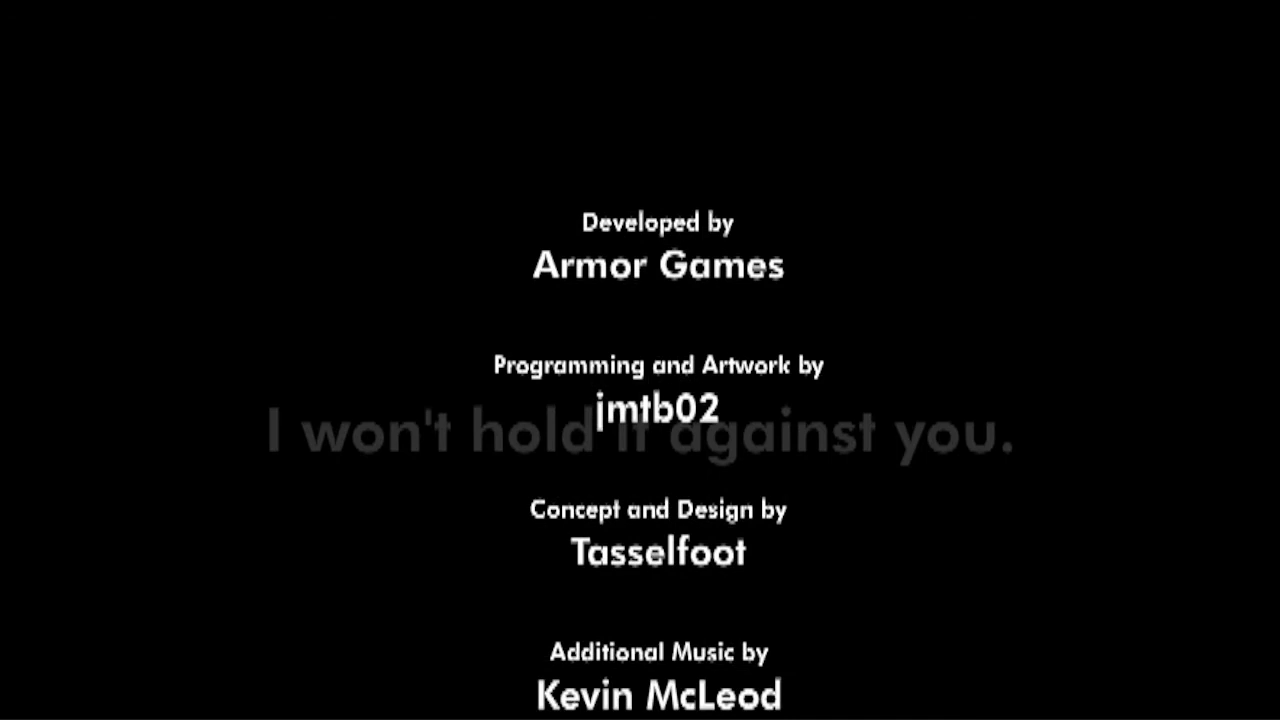 Developed by
Armor Games
Programming and Artwork by
jmtb02
I won't hold it against you.
Concept and Design by
Tasselfoot
Additional Music by
Kevin McLeod